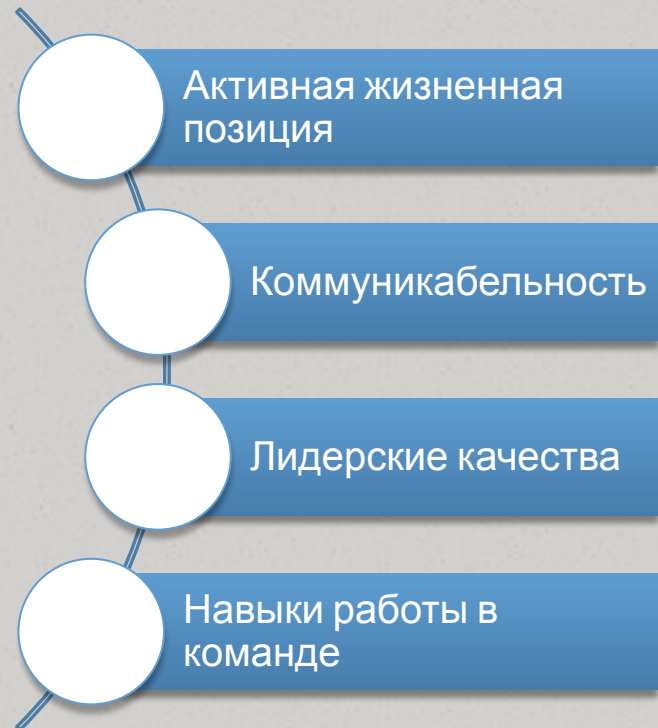 Активная жизненная
позиция
Коммуникабельность
Лидерские качества
Навыки работы в
команде